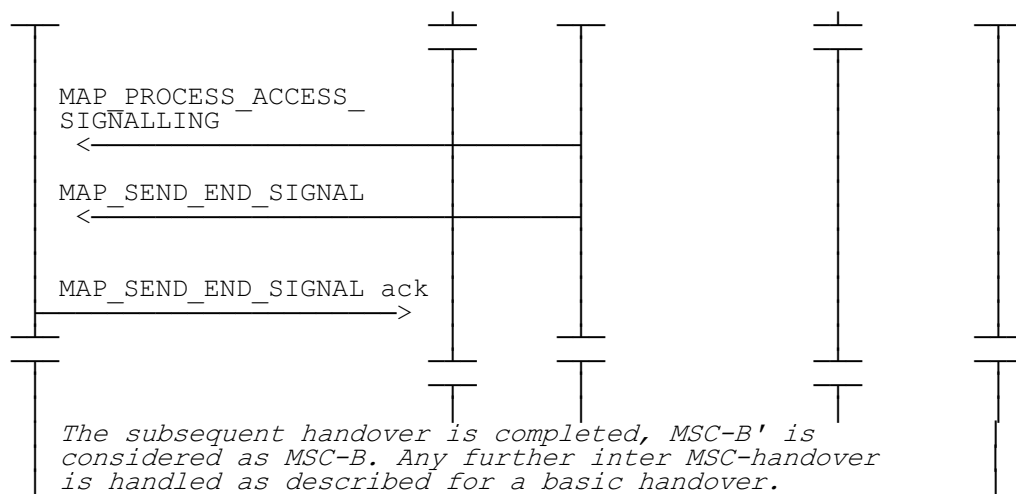 MAP_PROCESS_ACCESS_
SIGNALLING
MAP_SEND_END_SIGNAL
MAP_SEND_END_SIGNAL ack
The subsequent handover is completed, MSC-B' is
considered as MSC-B. Any further inter MSC-handover
is handled as described for a basic handover.